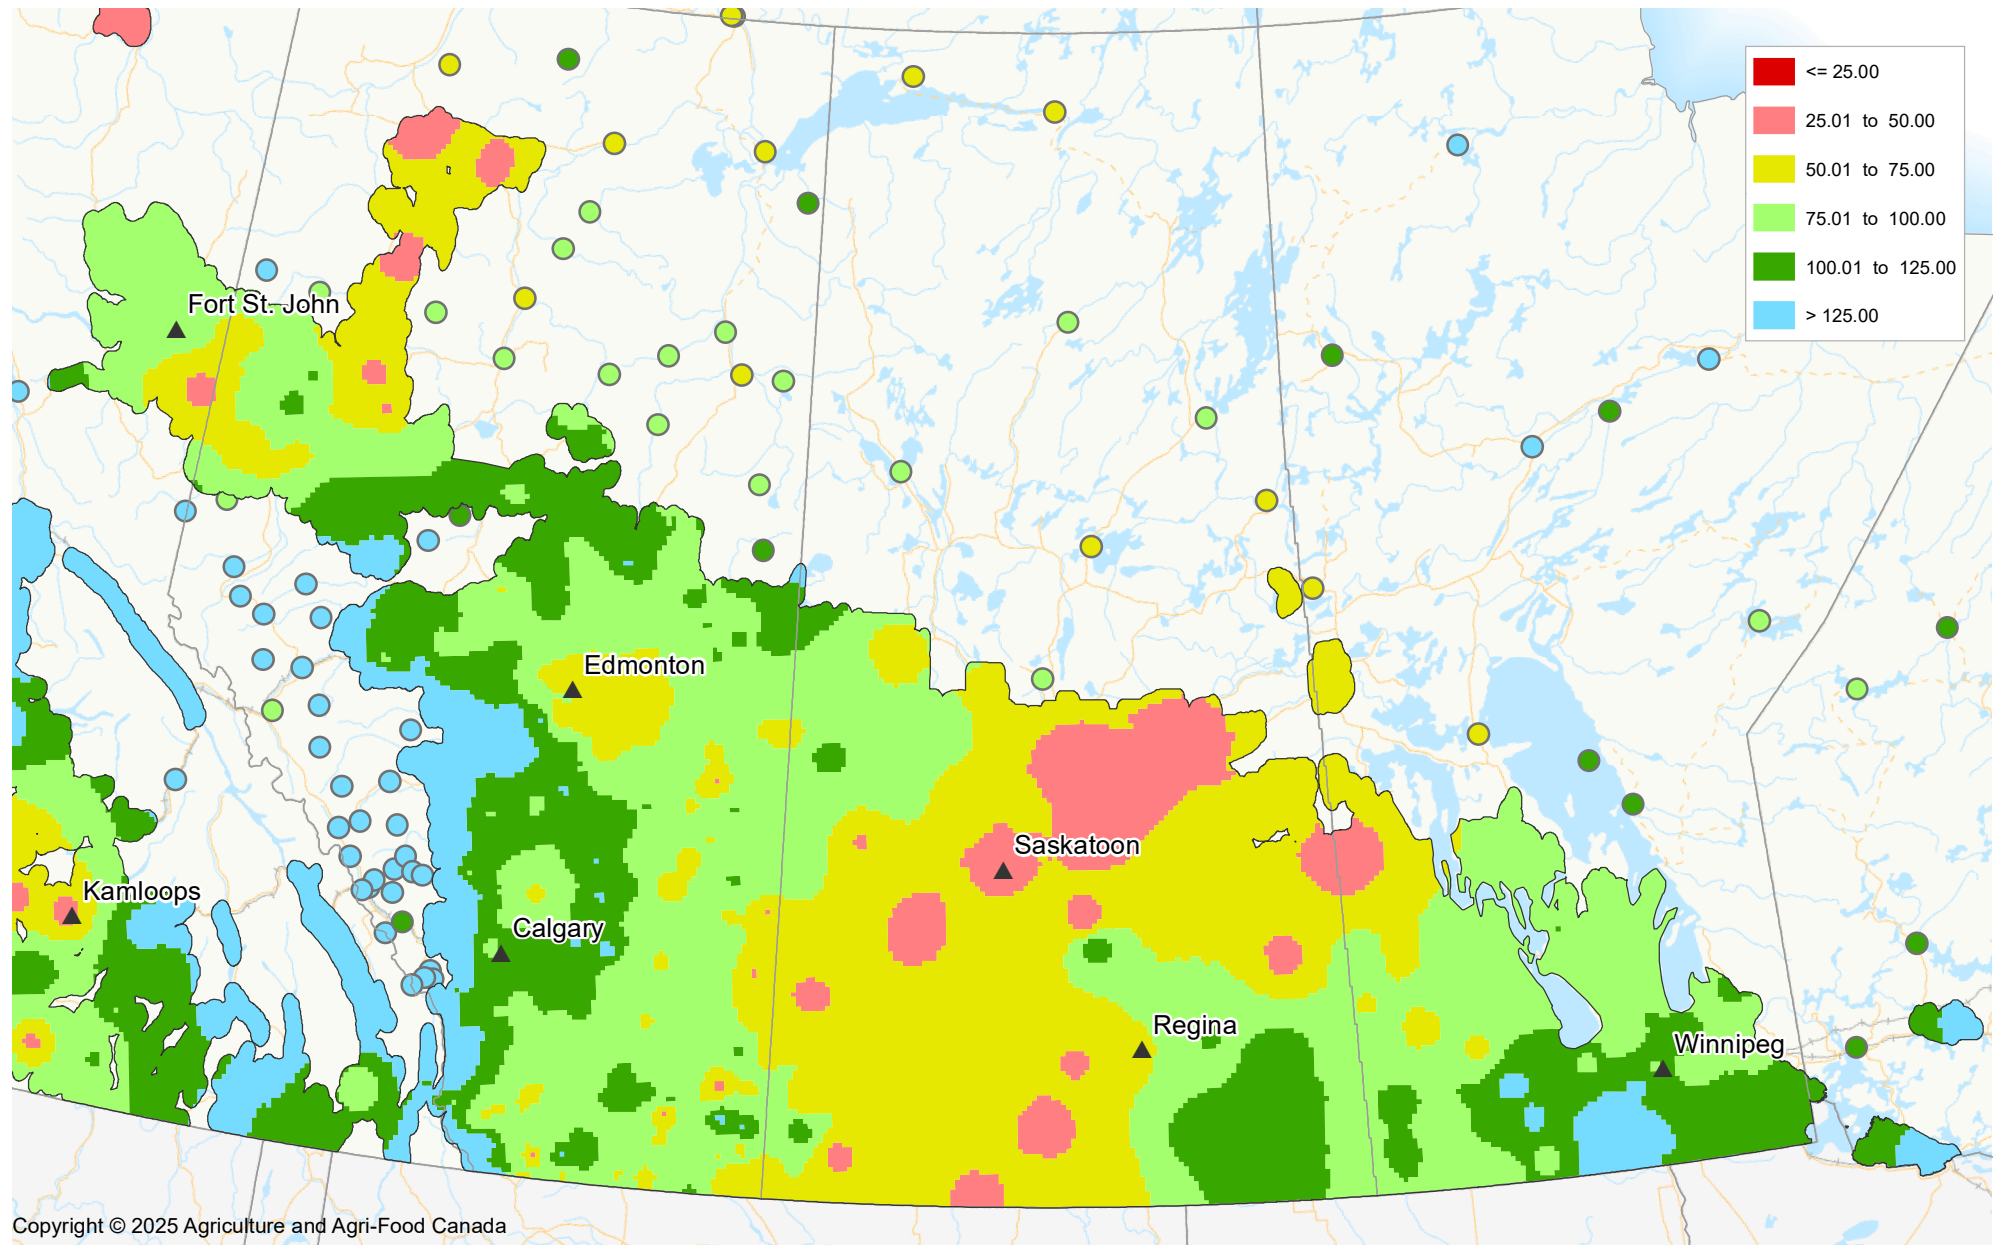 <= 25.00
25.01 to 50.00
50.01 to 75.00
75.01 to 100.00
100.01 to 125.00
> 125.00
Fort St. John
Edmonton
Saskatoon
Kamloops
Calgary
Regina
Winnipeg
Copyright © 2025 Agriculture and Agri-Food Canada